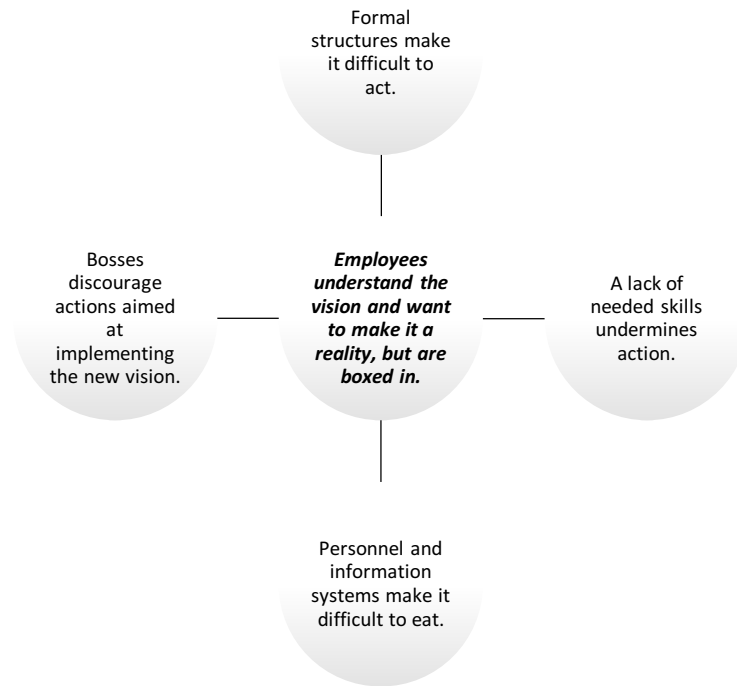 Formal
structures make
it difficult to
act.
Bosses
discourage
actions aimed
at
implementing
the new vision.
Employees
understand the
vision and want
to make it a
reality, but are
boxed in.
A lack of
needed skills
undermines
action.
Personnel and
information
systems make it
difficult to eat.